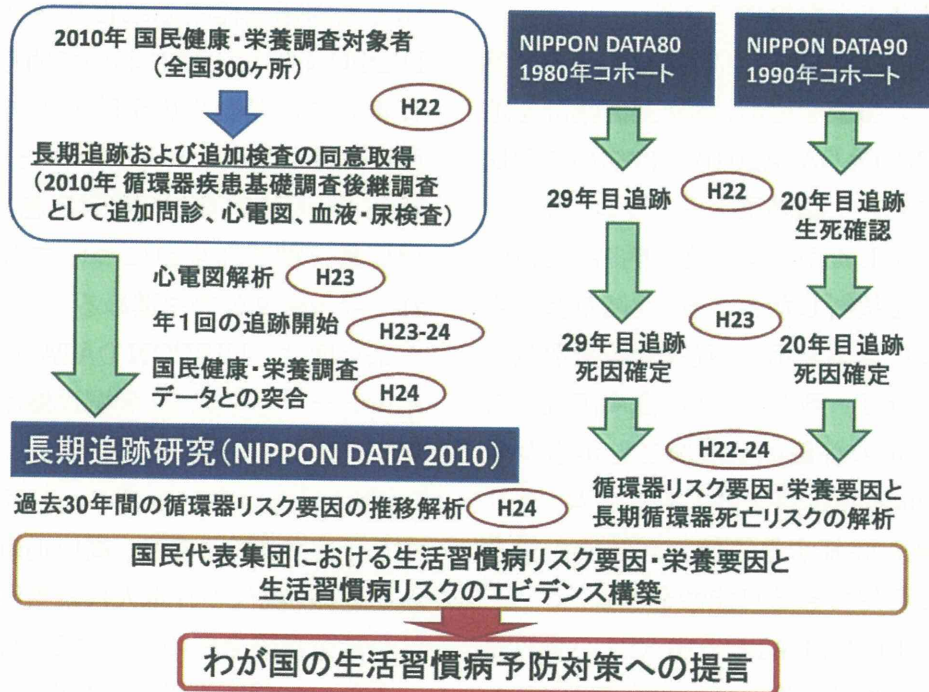 2010年 国民健康・栄養調査対象者
（全国300ヶ所）
H22
長期追跡および追加検査の同意取得
（2010年 循環器疾患基礎調査後継調査
として追加問診、心電図、血液・尿検査）
心電図解析
H23
年１回の追跡開始
H23-24
国民健康・栄養調査
データとの突合
H24
長期追跡研究（NIPPON DATA 2010）
過去30年間の循環器リスク要因の推移解析
H24
NIPPON DATA80
1980年コホート
NIPPON DATA90
1990年コホート
29年目追跡
H22
20年目追跡
生死確認
H23
29年目追跡
死因確定
20年目追跡
死因確定
H22-24
循環器リスク要因・栄養要因と
長期循環器死亡リスクの解析
国民代表集団における生活習慣病リスク要因・栄養要因と
生活習慣病リスクのエビデンス構築
わが国の生活習慣病予防対策への提言